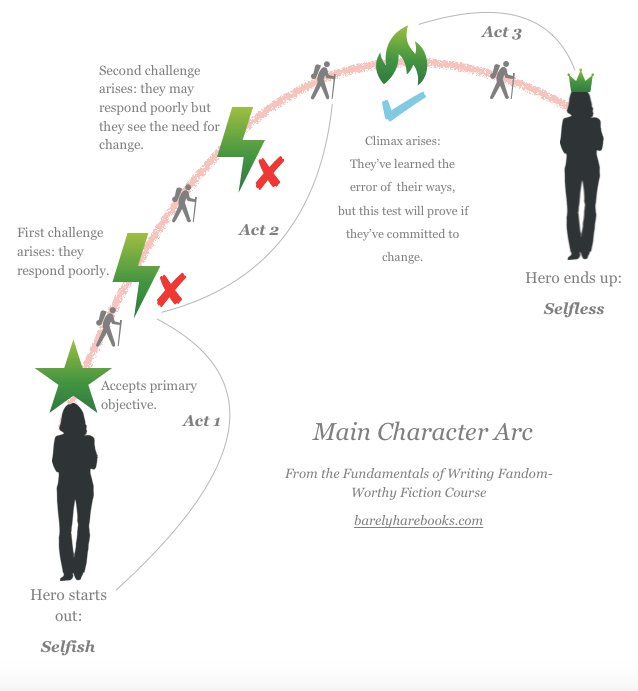 Act 3
Second challenge
arises: they may
respond poorly but
they see the need for
change.
Climax arises:
They've learned the
error of their ways,
but this test will prove if
they've committed to
change.
Act 2
First challenge
arises: they
respond poorly.
Hero ends up:
Selfless
Accepts primary
objective.
Act 1
Main Character Arc
From the Fundamentals of Writing Fandom-
Worthy Fiction Course
barelyharebooks.com
Hero starts
out:
Selfish